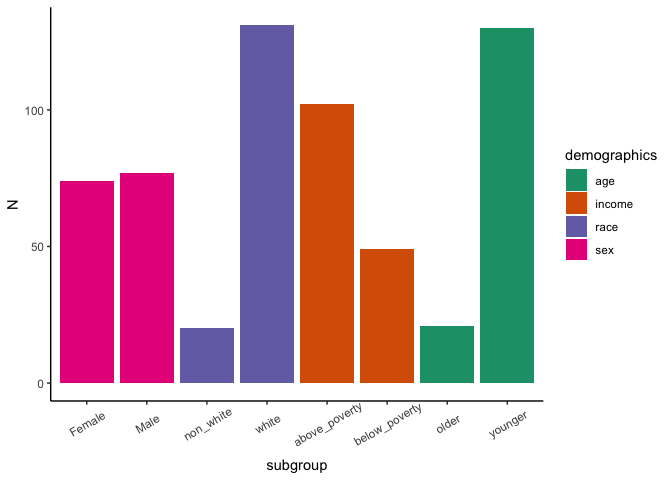 N
100
50
0
Female
Male
non_white
white
above_poverty
below_poverty
older
younger
subgroup
demographics
age
income
race
sex